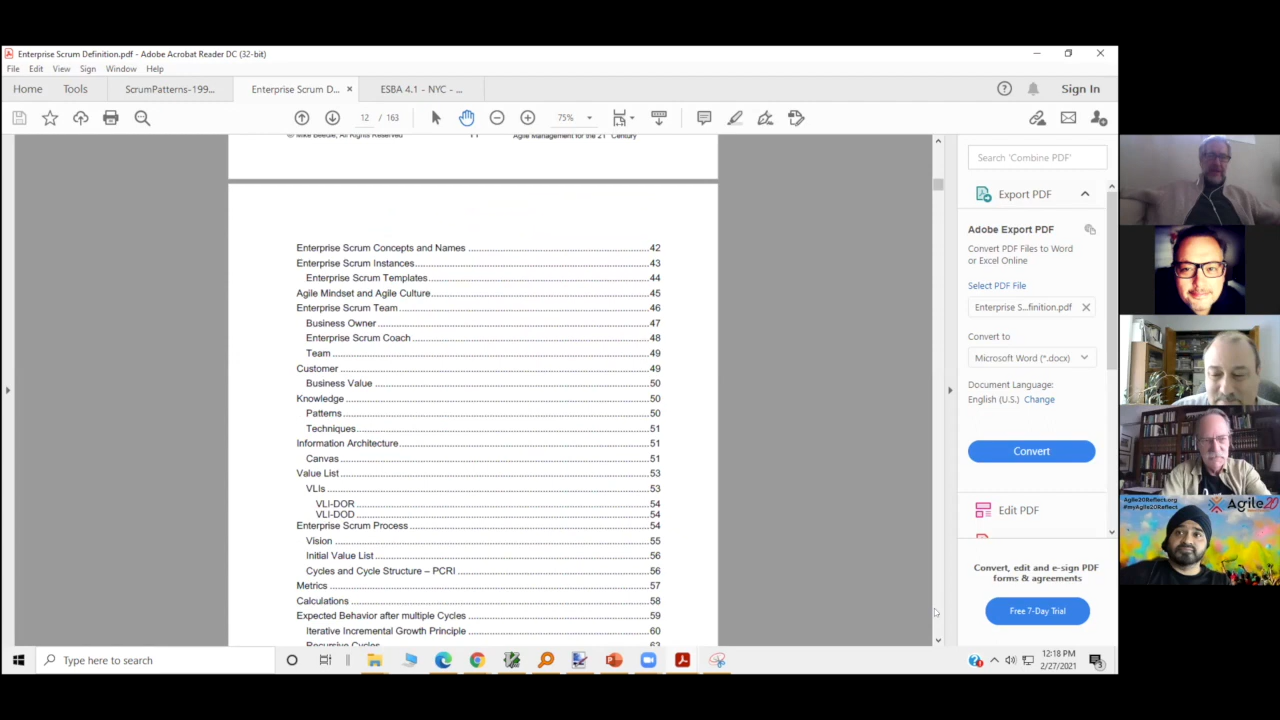 Enterprise Scrum Definition.pdf - Adobe Acrobat Reader DC (32-bit)
File Edit View Sign Window Help
Home Tools ScrumPatterns-199... Enterprise Scrum D... × ESBA 4.1 - NYC - ... Sign In
12 / 163 75%
© Mike Beedle, All Rights Reserved 11 Agile Management for the 21st Century
Enterprise Scrum Concepts and Names ........ 42
Enterprise Scrum Instances ........ 43
Enterprise Scrum Templates ........ 44
Agile Mindset and Agile Culture ........ 45
Enterprise Scrum Team ........ 46
Business Owner ........ 47
Enterprise Scrum Coach ........ 48
Team ........ 49
Customer ........ 49
Business Value ........ 50
Knowledge ........ 50
Patterns ........ 50
Techniques ........ 51
Information Architecture ........ 51
Canvas ........ 51
Value List ........ 53
VLIs ........ 53
VLI-DOR ........ 54
VLI-DOD ........ 54
Enterprise Scrum Process ........ 54
Vision ........ 55
Initial Value List ........ 56
Cycles and Cycle Structure – PCRI ........ 56
Metrics ........ 57
Calculations ........ 58
Expected Behavior after multiple Cycles ........ 59
Iterative Incremental Growth Principle ........ 60
Recursive Cycles ........ 63
Search 'Combine PDF'
Export PDF
Adobe Export PDF
Convert PDF Files to Word
or Excel Online
Select PDF File
Enterprise S...finition.pdf ×
Convert to
Microsoft Word (*.docx)
Document Language:
English (U.S.) Change
Convert
Edit PDF
Convert, edit and e-sign PDF
forms & agreements
Free 7-Day Trial
Agile20Reflect.org
#myAgile20Reflect
Agile20
Type here to search
12:18 PM
2/27/2021
3